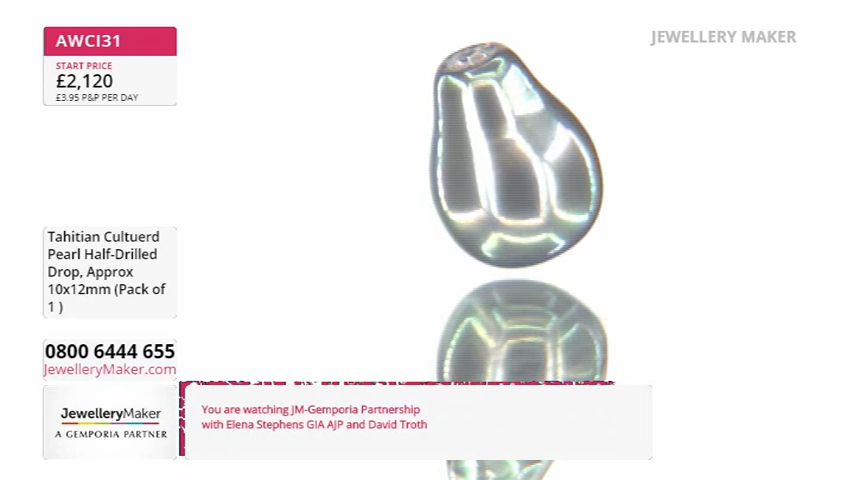 AWCI31
START PRICE
£2,120
£3.95 P&P PER DAY
JEWELLERY MAKER
Tahitian Cultuerd
Pearl Half-Drilled
Drop, Approx
10x12mm (Pack of
1 )
0800 6444 655
JewelleryMaker.com
JewelleryMaker
A GEMPORIA PARTNER
You are watching JM-Gemporia Partnership
with Elena Stephens GIA AJP and David Troth